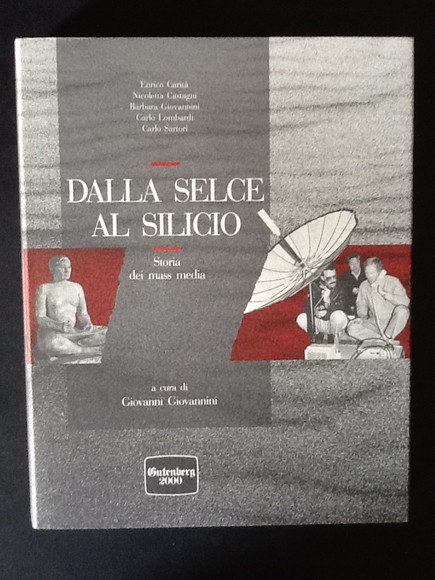 Enrico Carità
Nicoletta Castagni
Barbara Giovannini
Carlo Lombardi
Carlo Sartori
DALLA SELCE
AL SILICIO
Storia
dei mass media
a cura di
Giovanni Giovannini
Gutenberg
2000